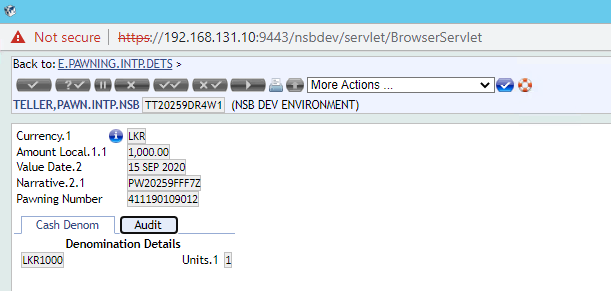 Not secure | https://192.168.131.10:9443/nsbdev/servlet/BrowserServlet
Back to: E.PAWNING.INTP.DETS >
More Actions ...
TELLER,PAWN.INTP.NSB TT20259DR4W1 (NSB DEV ENVIRONMENT)
Currency.1 LKR
Amount Local.1.1 1,000.00
Value Date.2 15 SEP 2020
Narrative.2.1 PW20259FFF7Z
Pawning Number 411190109012
Cash Denom Audit
Denomination Details
LKR1000 Units.1 1